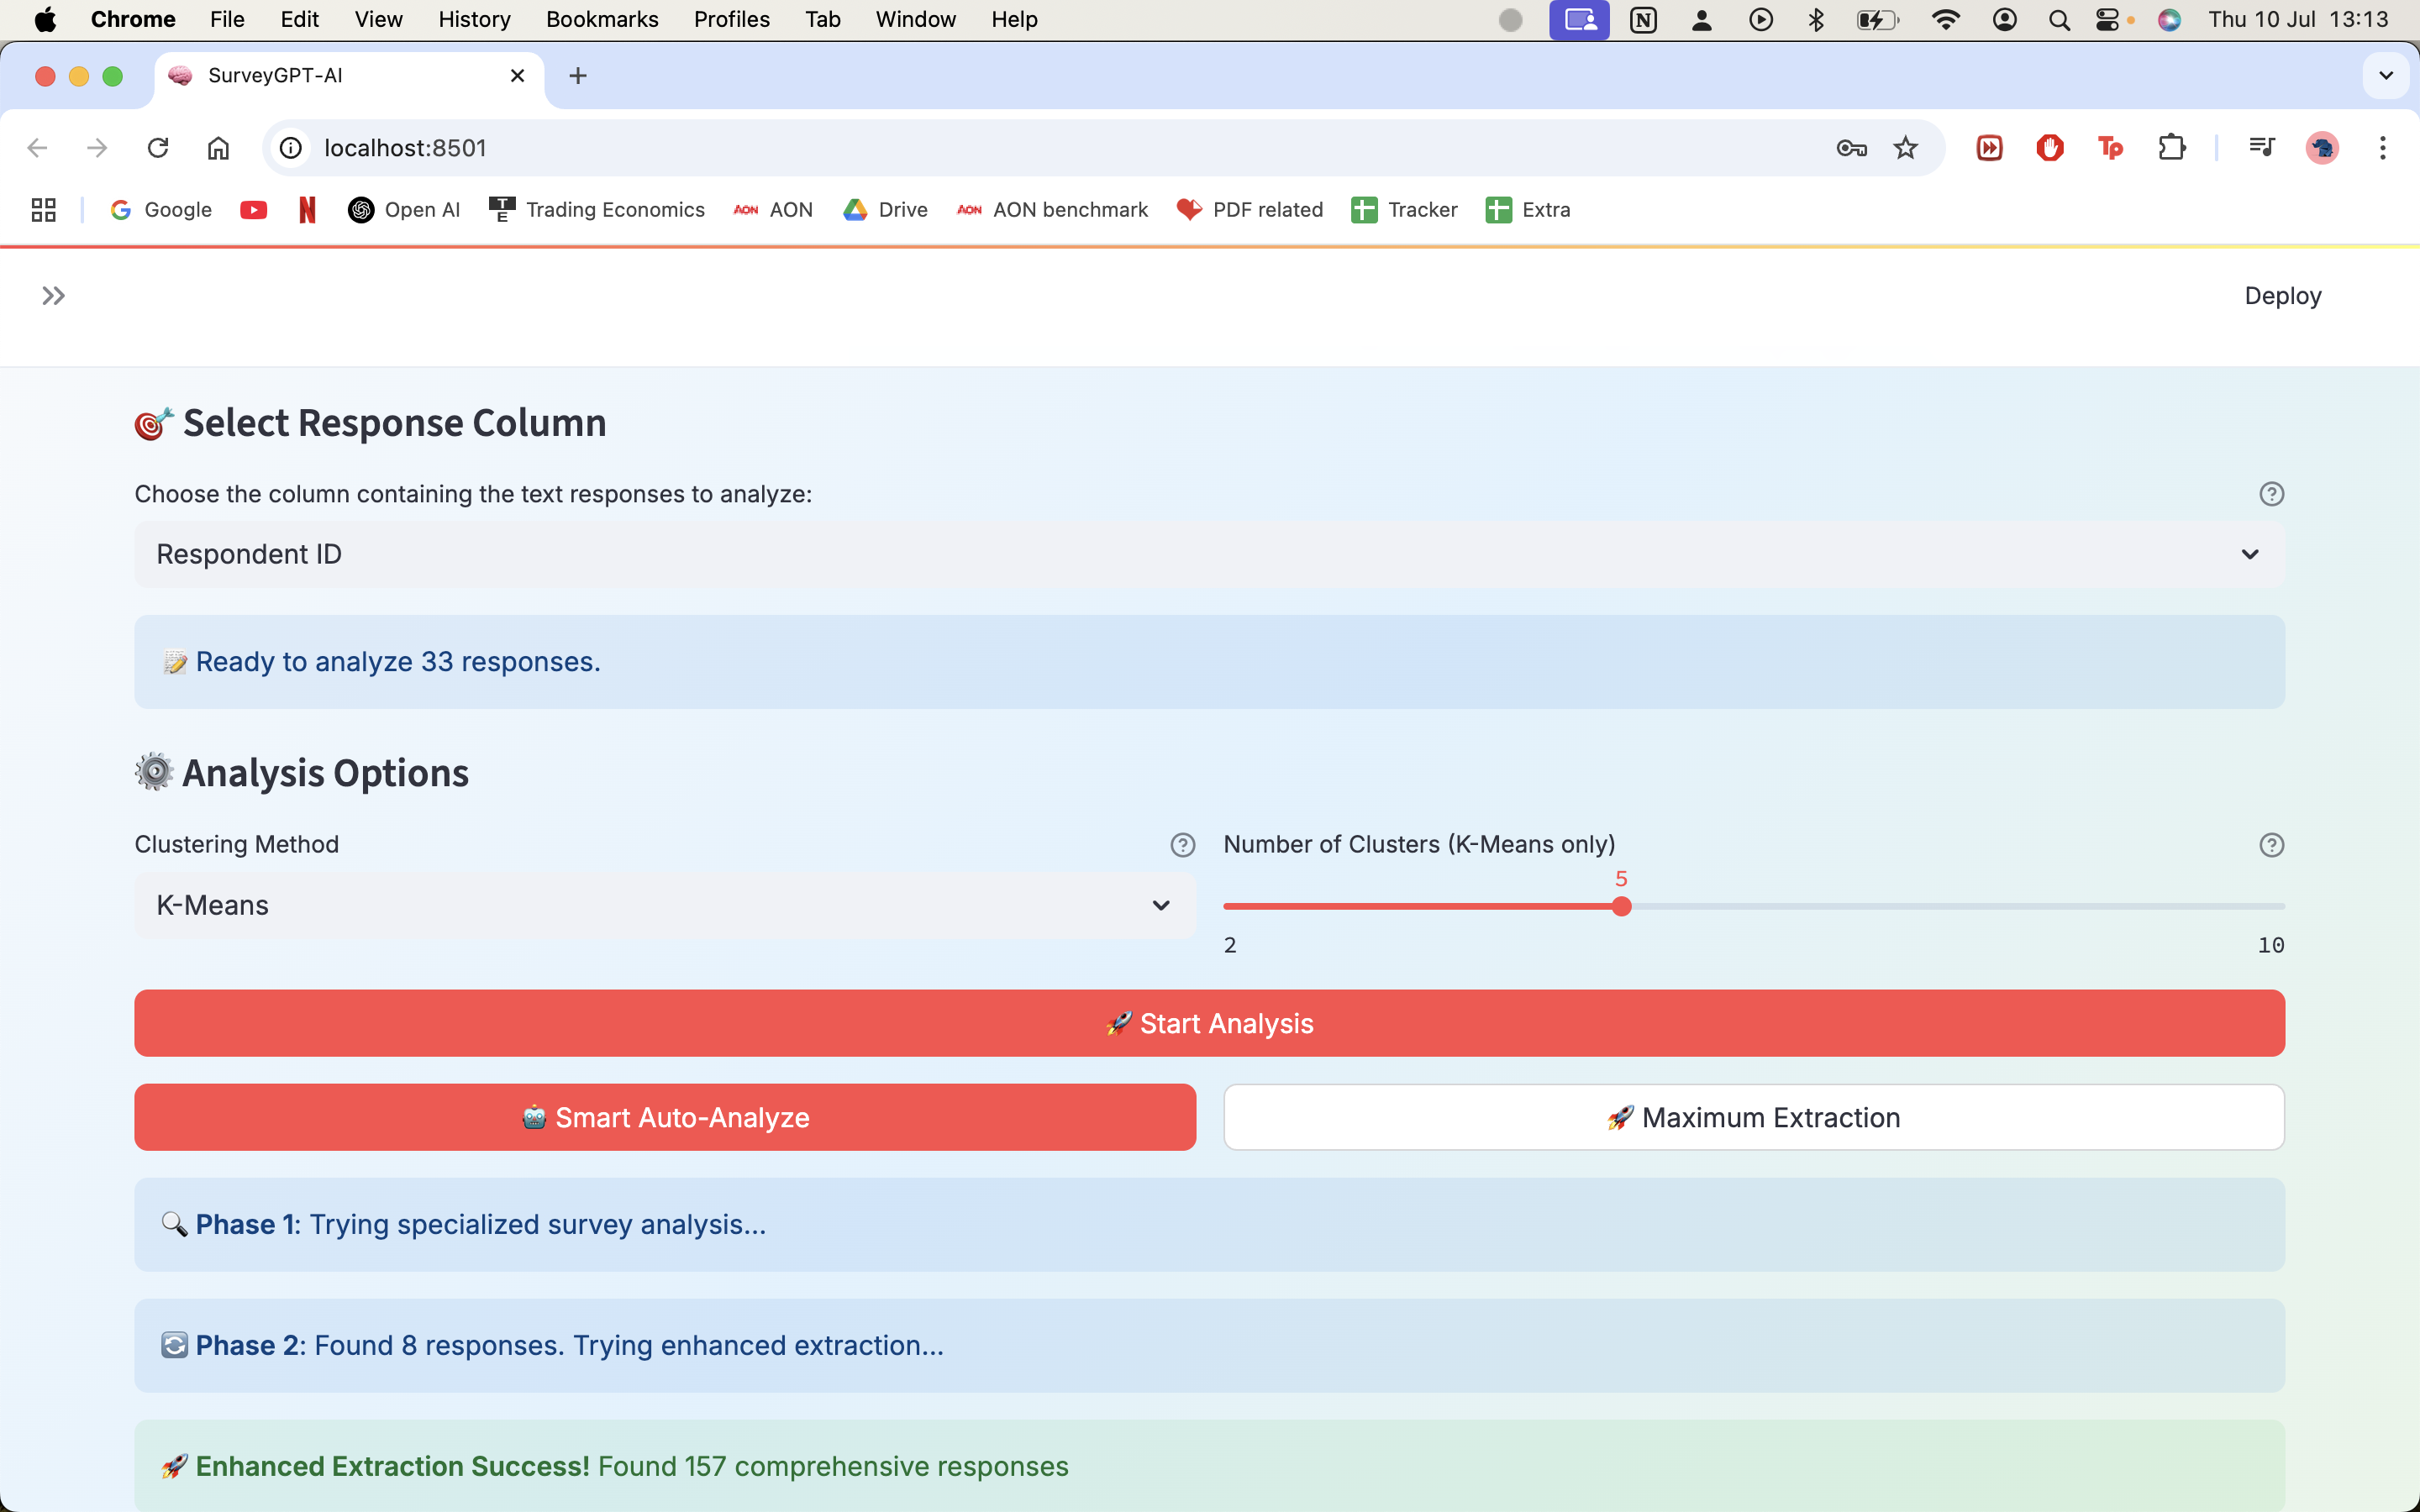 Chrome File Edit View History Bookmarks Profiles Tab Window Help Thu 10 Jul 13:13
SurveyGPT-AI
localhost:8501
Google Open AI TE Trading Economics AON AON Drive AON AON benchmark PDF related Tracker Extra
Deploy
Select Response Column
Choose the column containing the text responses to analyze:
Respondent ID
Ready to analyze 33 responses.
Analysis Options
Clustering Method
Number of Clusters (K-Means only)
5
K-Means
2 10
Start Analysis
Smart Auto-Analyze
Maximum Extraction
Phase 1: Trying specialized survey analysis...
Phase 2: Found 8 responses. Trying enhanced extraction...
Enhanced Extraction Success! Found 157 comprehensive responses